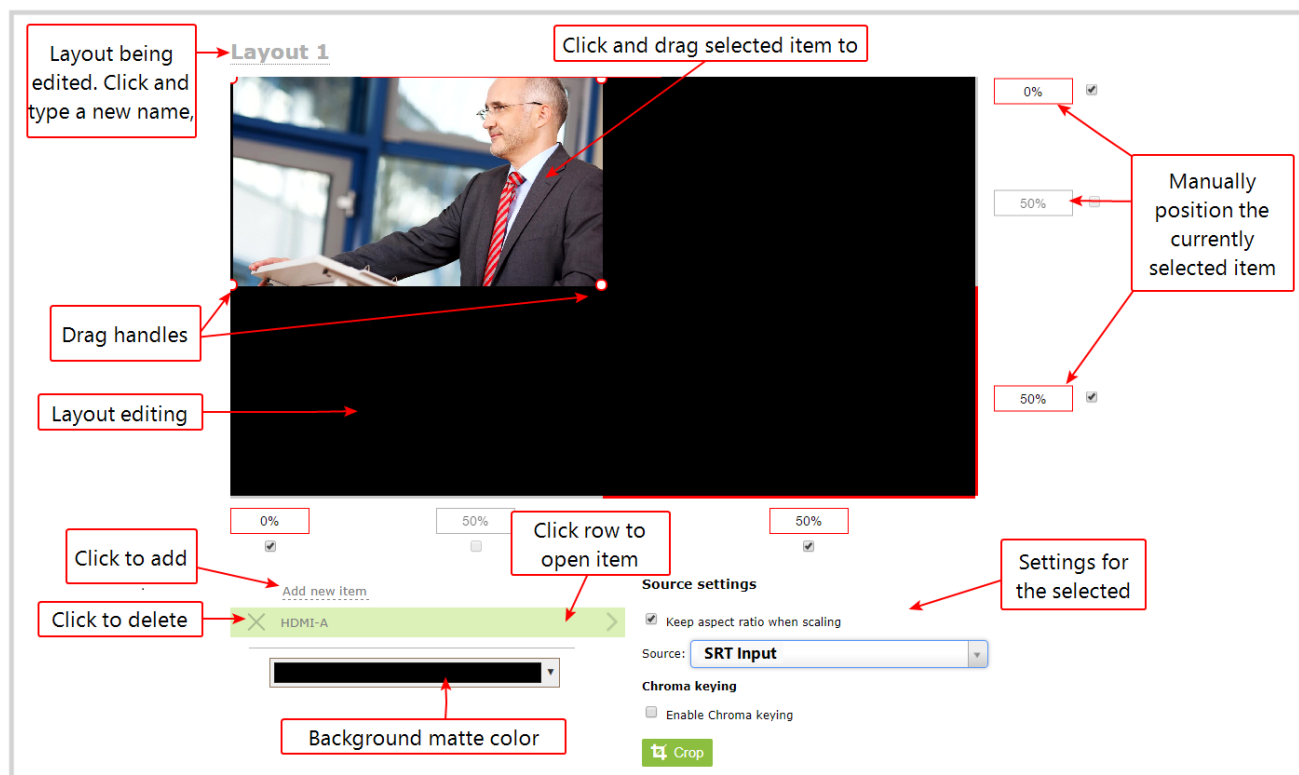 Layout being
edited. Click and
type a new name,
Layout 1
Click and drag selected item to
0%
50%
Manually
position the
currently
selected item
50%
Drag handles
Layout editing
0%
50%
50%
Click row to
open item
Click to add
.
Add new item
Click to delete
HDMI-A
Background matte color
Source settings
Keep aspect ratio when scaling
Source: SRT Input
Chroma keying
Enable Chroma keying
Crop
Settings for
the selected